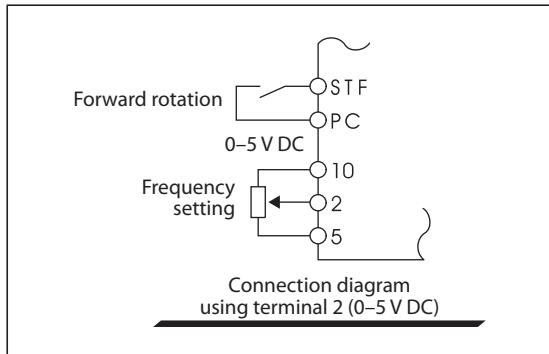 STF
Forward rotation
PC
0–5 V DC
10
Frequency
setting
2
5
Connection diagram
using terminal 2 (0–5 V DC)